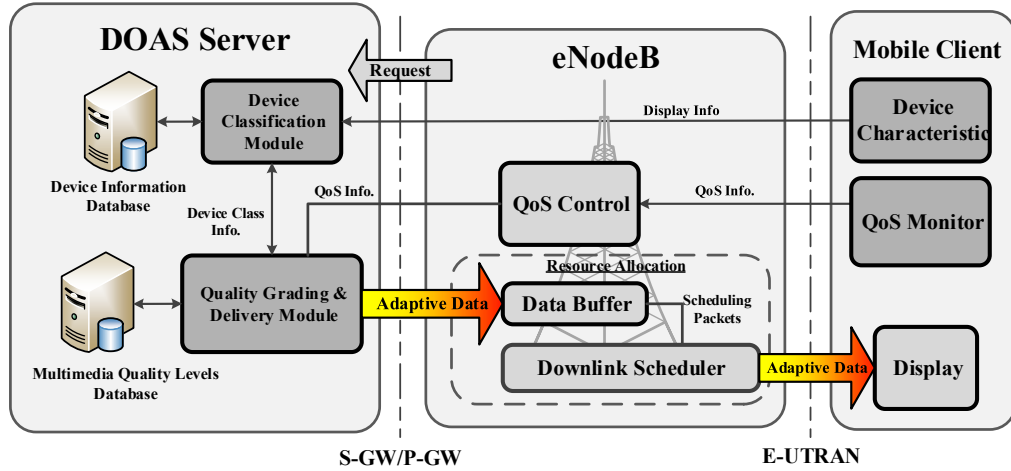 DOAS Server
eNodeB
Mobile Client
Request
Device
Classification
Module
Display Info
Device
Characteristic
Device Information
Database
Device Class
Info.
QoS Info.
QoS Control
QoS Info.
QoS Monitor
Resource Allocation
Quality Grading &
Delivery Module
Adaptive Data
Data Buffer
Scheduling
Packets
Downlink Scheduler
Adaptive Data
Display
Multimedia Quality Levels
Database
S-GW/P-GW
E-UTRAN